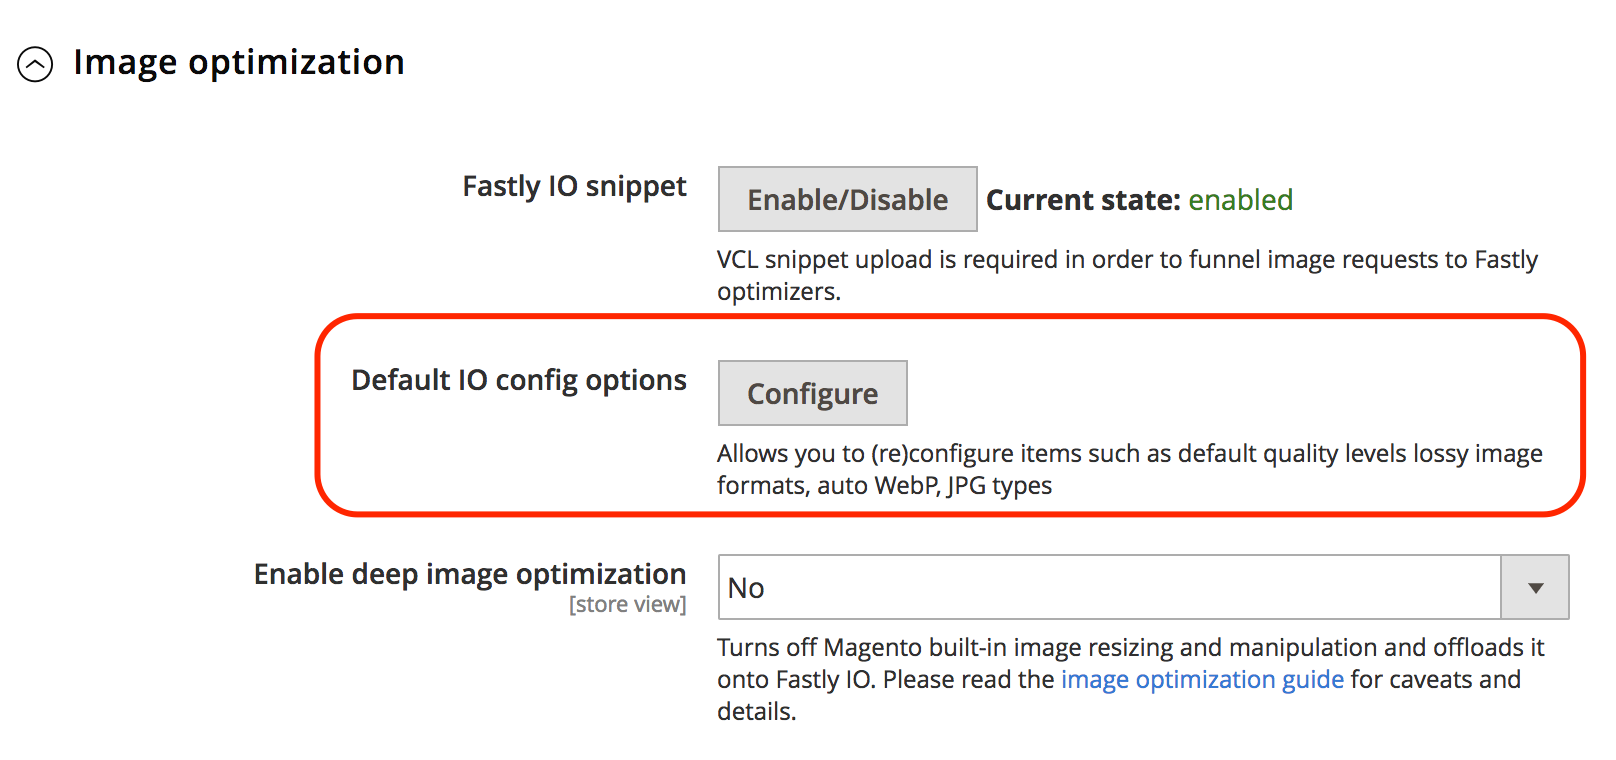 Image optimization
Fastly IO snippet
Enable/Disable
Current state: enabled
VCL snippet upload is required in order to funnel image requests to Fastly
optimizers.
Default IO config options
Configure
Allows you to (re)configure items such as default quality levels lossy image
formats, auto WebP, JPG types
Enable deep image optimization
[store view]
No
Turns off Magento built-in image resizing and manipulation and offloads it
onto Fastly IO. Please read the image optimization guide for caveats and
details.